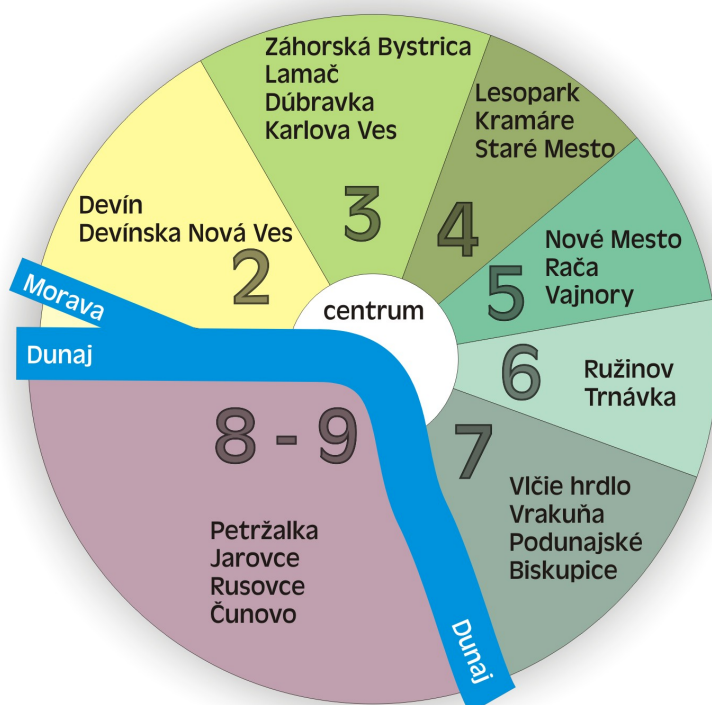 Záhorská Bystrica
Lamač
Dúbravka
Karlova Ves
3
Lesopark
Kramáre
Staré Mesto
4
Devín
Devínska Nová Ves
2
Nové Mesto
Rača
Vajnory
5
Morava
Dunaj
centrum
Ružinov
Trnávka
6
8 - 9
7
Vlčie hrdlo
Vrakuňa
Podunajské
Biskupice
Petržalka
Jarovce
Rusovce
Čunovo
Dunaj